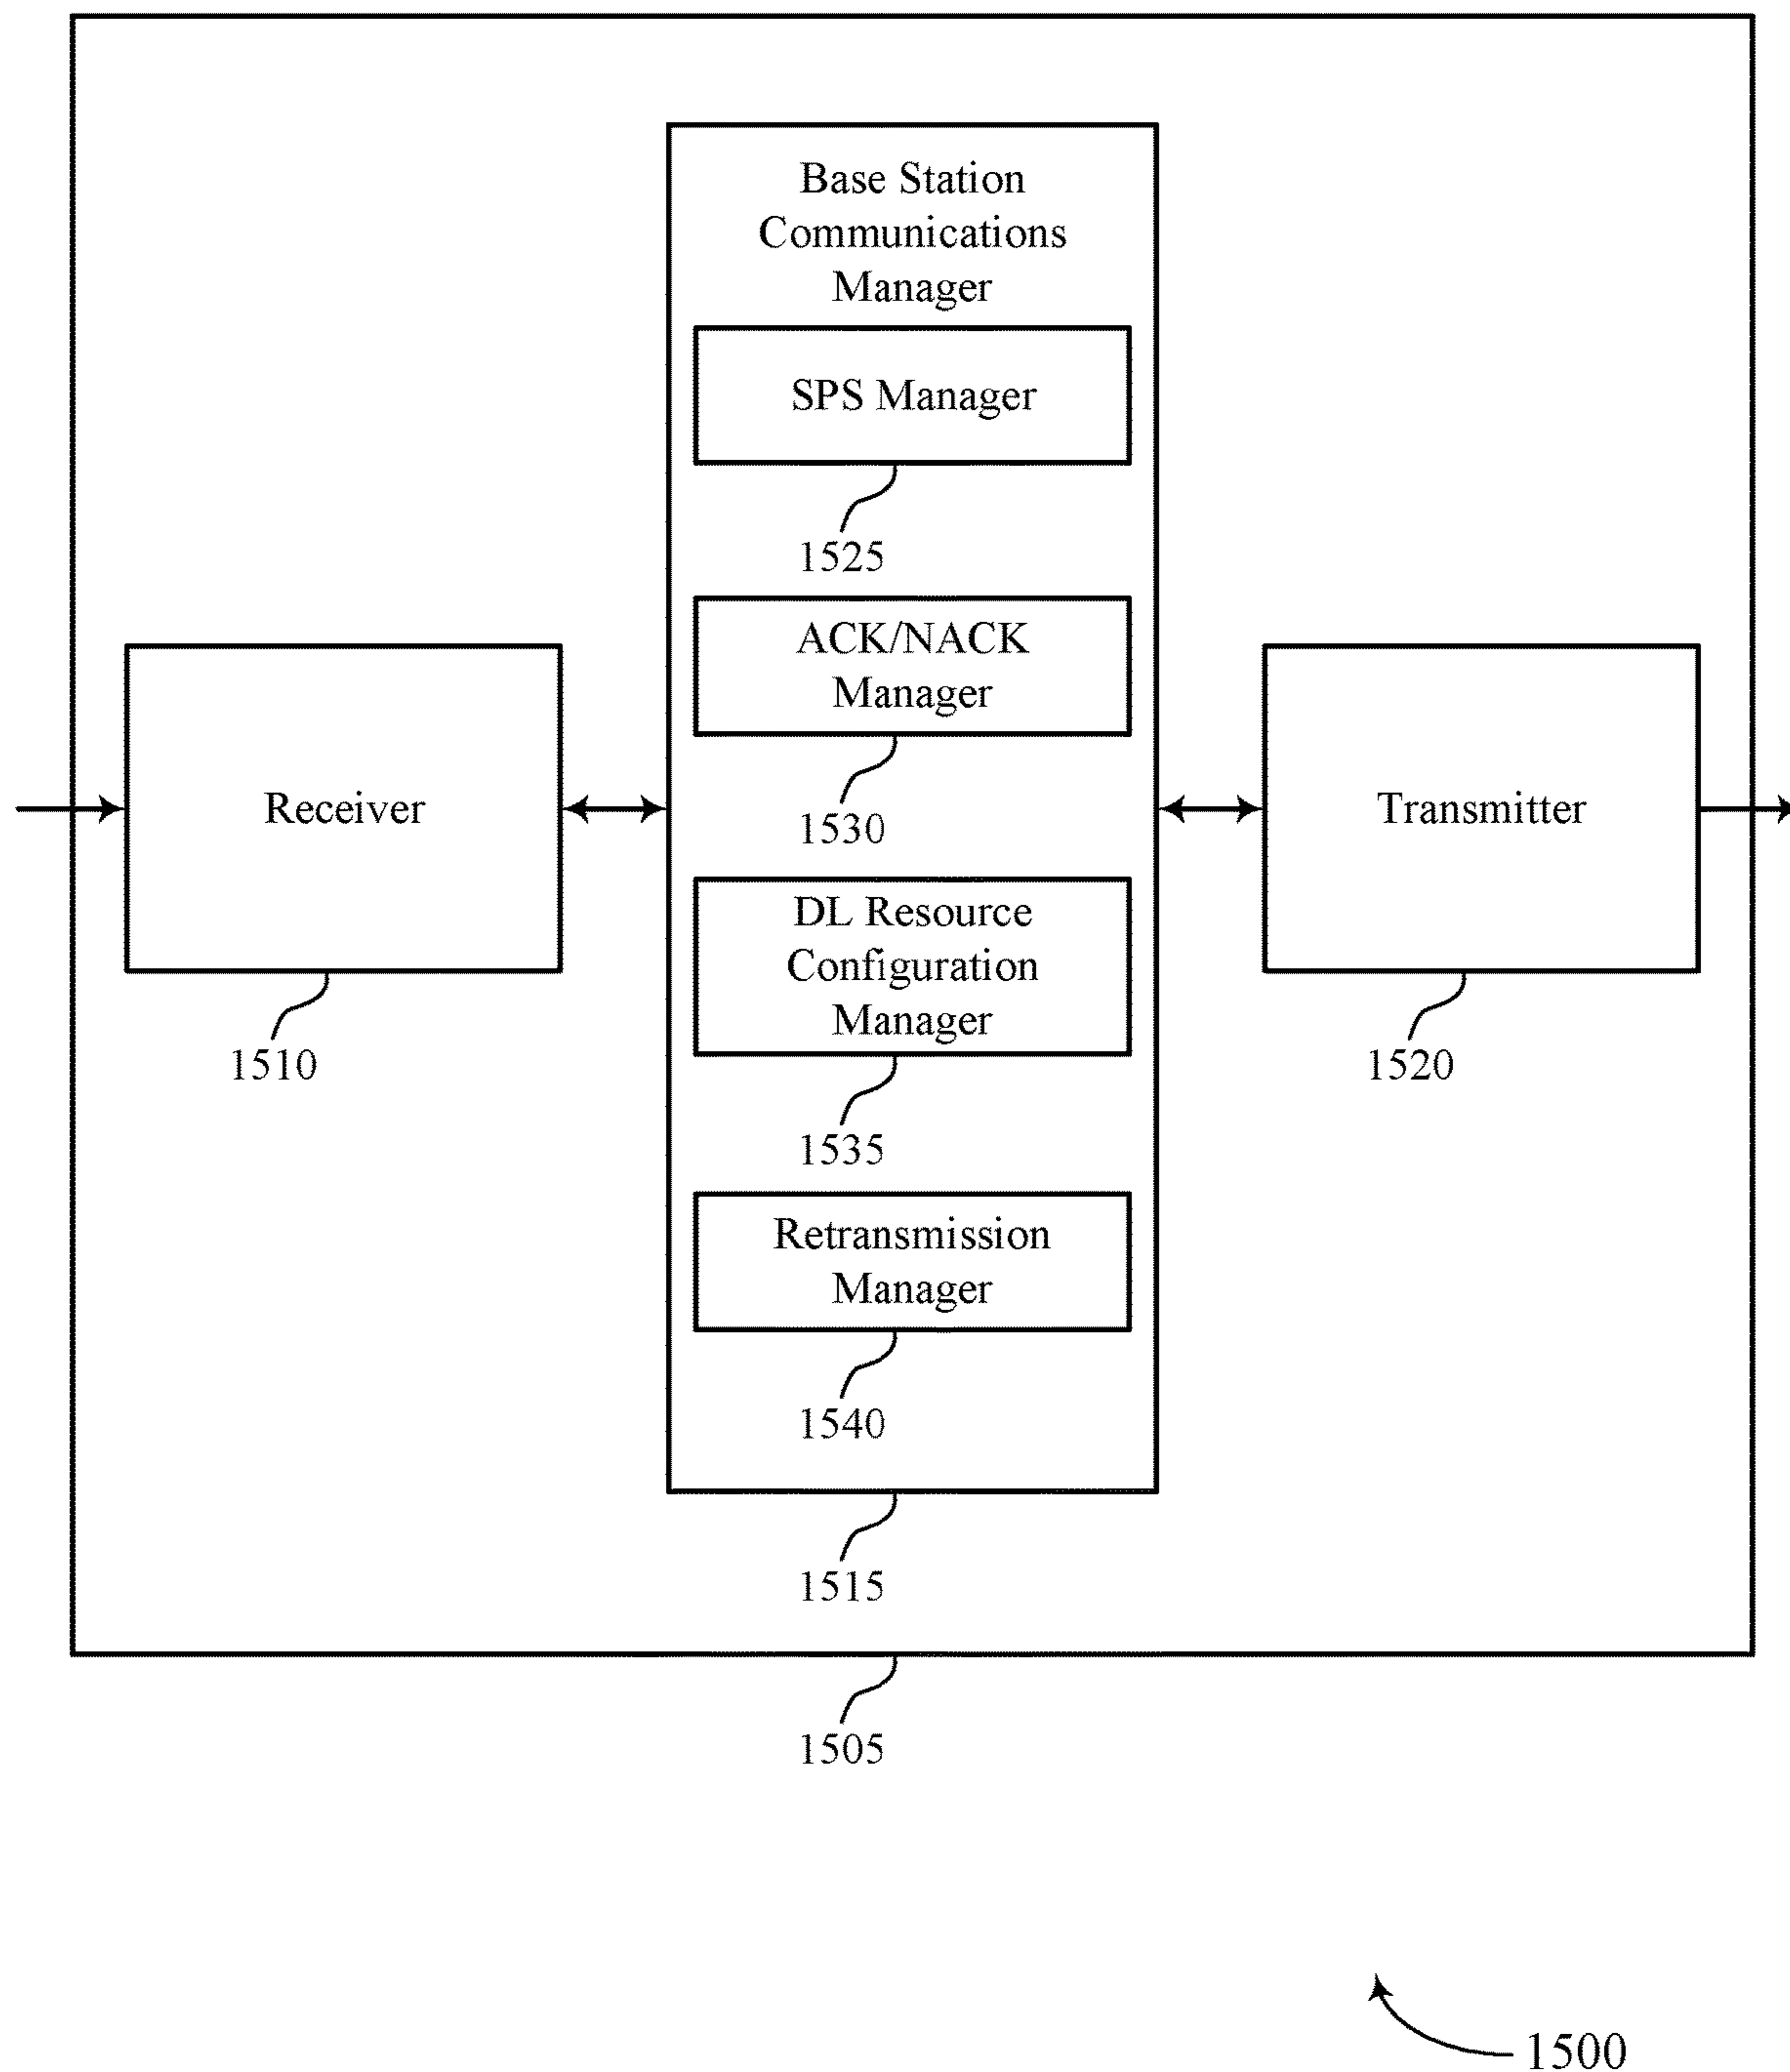 Base Station
Communications
Manager
SPS Manager
1525
ACK/NACK
Manager
1530
Receiver
1510
Transmitter
1520
DL Resource
Configuration
Manager
1535
Retransmission
Manager
1540
1515
1505
1500